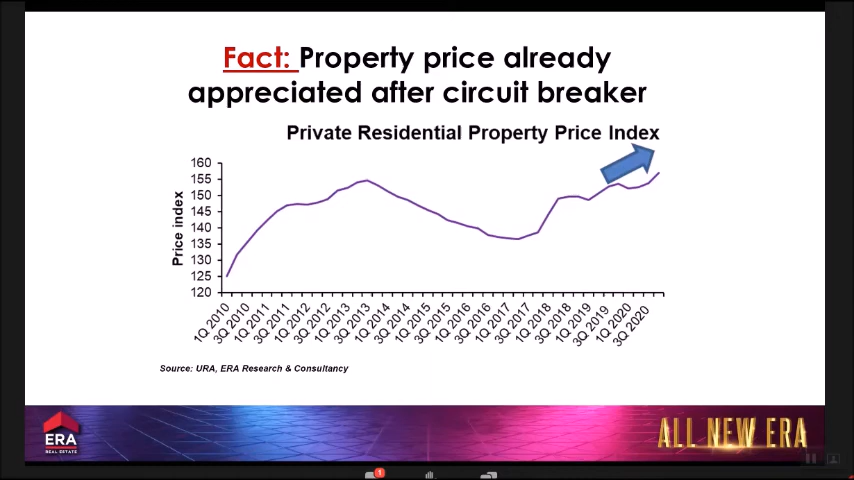 Fact: Property price already
appreciated after circuit breaker
Private Residential Property Price Index
Price index
160
155
150
145
140
135
130
125
120
1Q 2010
3Q 2010
1Q 2011
3Q 2011
1Q 2012
3Q 2012
1Q 2013
3Q 2013
1Q 2014
3Q 2014
1Q 2015
3Q 2015
1Q 2016
3Q 2016
1Q 2017
3Q 2017
1Q 2018
3Q 2018
1Q 2019
3Q 2019
1Q 2020
3Q 2020
Source: URA, ERA Research & Consultancy
ERA
REAL ESTATE
ALL NEW ERA
1